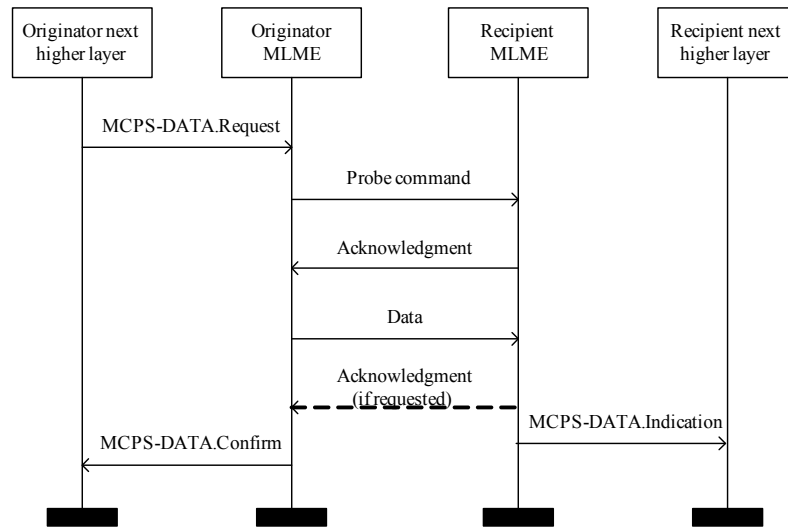 Originator next
higher layer
Originator
MLME
Recipient
MLME
Recipient next
higher layer
MCPS-DATA.Request
Probe command
Acknowledgment
Data
Acknowledgment
(if requested)
MCPS-DATA.Indication
MCPS-DATA.Confirm